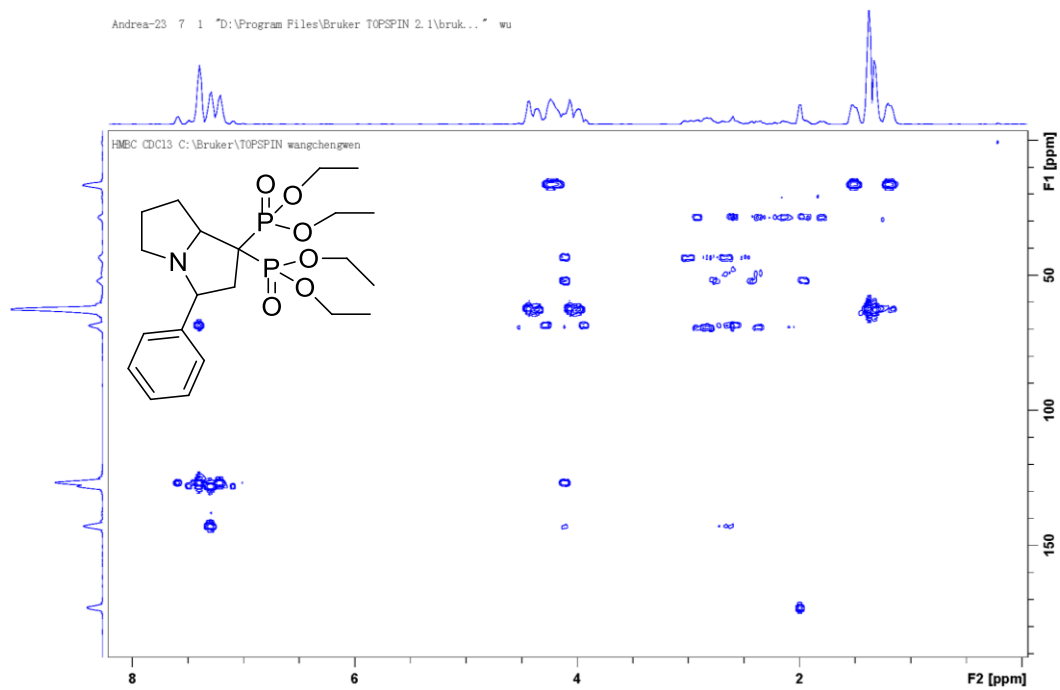 Andrea-23 7 1 "D:\Program Files\Bruker TOPSPIN 2.1\bruk..." wu
HMBC CDCl3 C:\Bruker\TOPSPIN wangchengwen
O
O
P
O
N
P
O
O
O
F1 [ppm]
50
100
150
8
6
4
2
F2 [ppm]